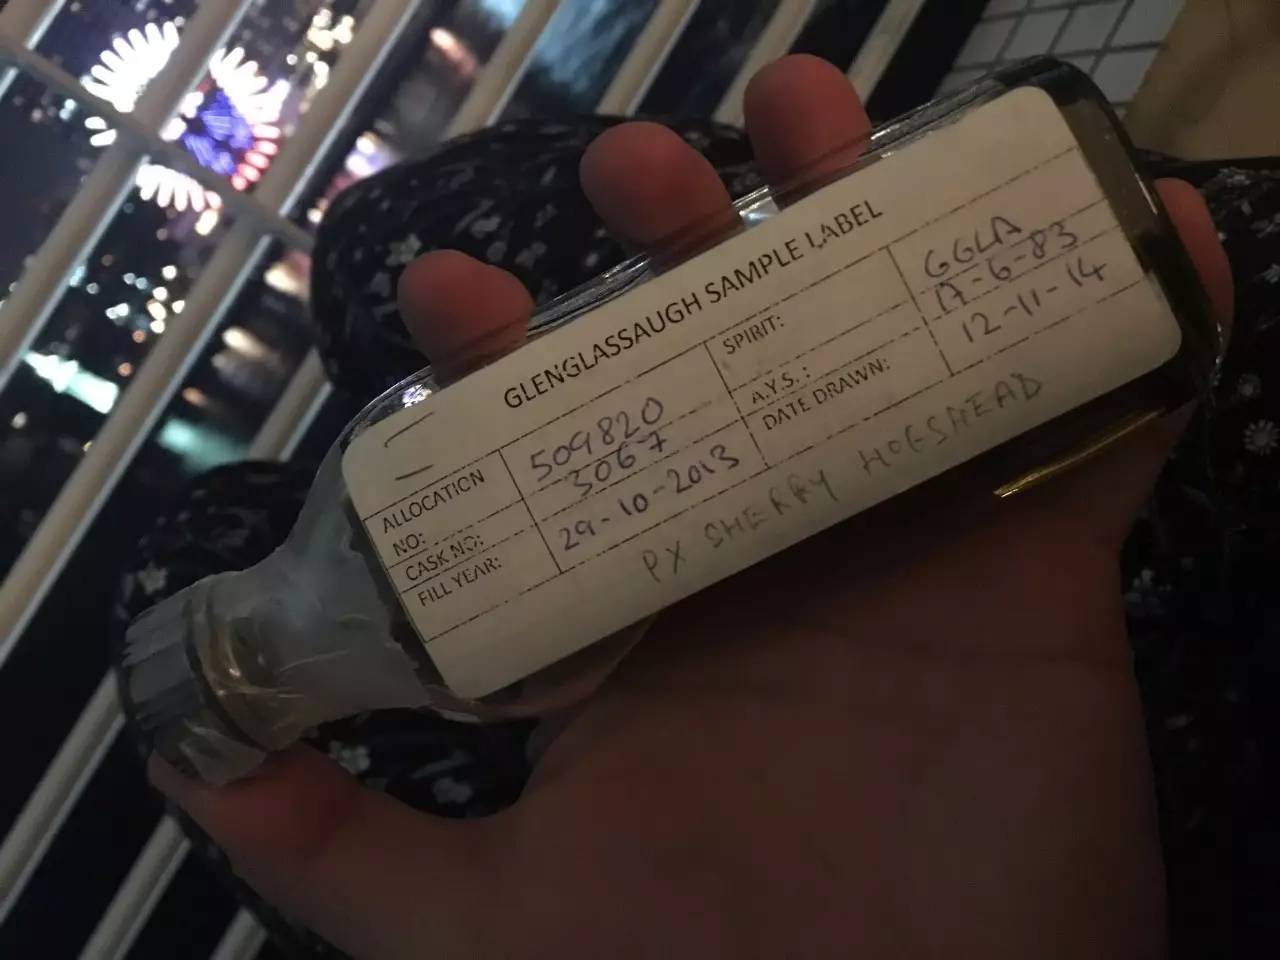 GLENGLASSAUGH SAMPLE LABEL
ALLOCATION NO: 509820
CASK NO: 3067
FILL YEAR: 29-10-2013
SPIRIT: GGLA
A.Y.S.: 17-6-83
DATE DRAWN: 12-11-14
PX SHERRY HOGSHEAD